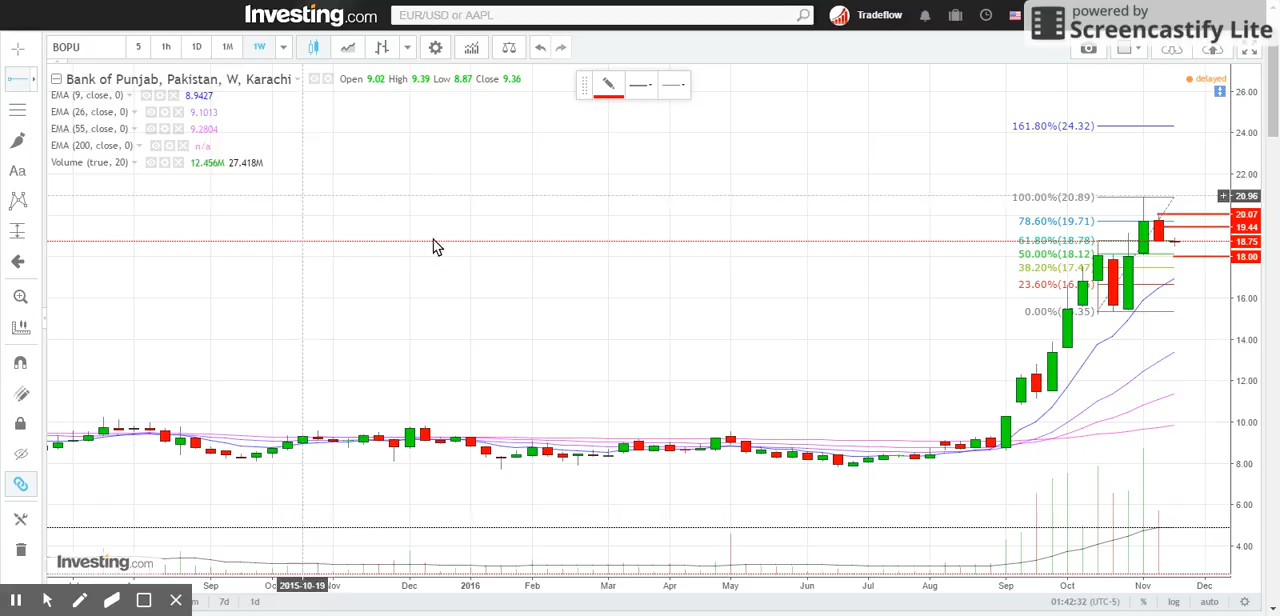 Investing.com
EUR/USD or AAPL
Tradeflow
powered by
Screencastify Lite
BOPU
5
1h
1D
1M
1W
Bank of Punjab, Pakistan, W, Karachi
Open 9.02 High 9.39 Low 8.87 Close 9.36
delayed
EMA (9, close, 0) 8.9427
EMA (26, close, 0) 9.1013
EMA (55, close, 0) 9.2804
EMA (200, close, 0) n/a
Volume (true, 20) 12.456M 27.418M
Aa
161.80%(24.32)
100.00%(20.89)
78.60%(19.71)
61.80%(18.78)
50.00%(18.12)
38.20%(17.47)
23.60%(16.
0.00%( .35)
26.00
24.00
22.00
20.96
20.07
19.44
18.75
18.00
16.00
14.00
12.00
10.00
8.00
6.00
4.00
Investing.com
Sep
2015-10-19
Nov
Dec
2016
Feb
Mar
Apr
May
Jun
Jul
Aug
Sep
Oct
Nov
Dec
7d
1d
01:42:32 (UTC-5)
%
log
auto